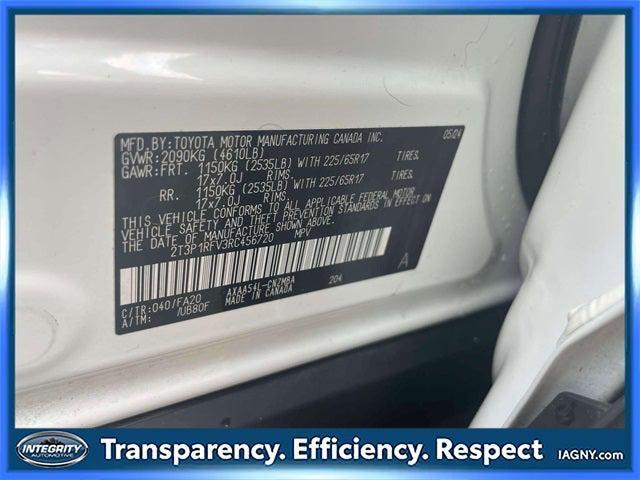 MFD. BY: TOYOTA MOTOR MANUFACTURING CANADA INC. 05/24
GVWR: 2090KG (4610LB)
GAWR: FRT. 1150KG (2535LB) WITH 225/65R17 TIRES.
17x7.0J RIMS.
RR. 1150KG (2535LB) WITH 225/65R17 TIRES.
17x7.0J RIMS.
THIS VEHICLE CONFORMS TO ALL APPLICABLE FEDERAL MOTOR
VEHICLE SAFETY AND THEFT PREVENTION STANDARDS IN EFFECT ON
THE DATE OF MANUFACTURE SHOWN ABOVE.
2T3P1RFV3RC456720 MPV
A
C/TR: 040/FA20 AXAA54L-CNZMBA 204
A/TM: /UB80F MADE IN CANADA
INTEGRITY
AUTOMOTIVE
Transparency. Efficiency. Respect
IAGNY.com